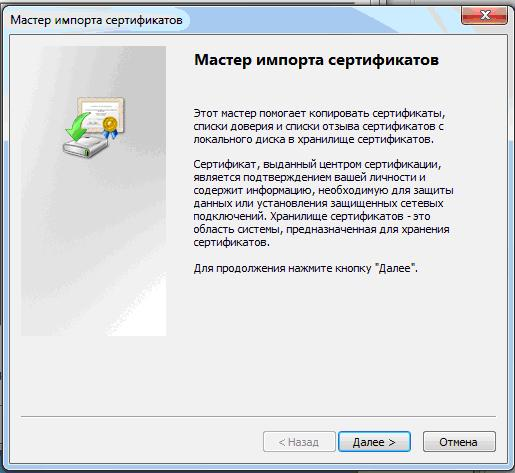 Мастер импорта сертификатов
Мастер импорта сертификатов
Этот мастер помогает копировать сертификаты,
списки доверия и списки отзыва сертификатов с
локального диска в хранилище сертификатов.
Сертификат, выданный центром сертификации,
является подтверждением вашей личности и
содержит информацию, необходимую для защиты
данных или установления защищенных сетевых
подключений. Хранилище сертификатов - это
область системы, предназначенная для хранения
сертификатов.
Для продолжения нажмите кнопку "Далее".
< Назад
Далее >
Отмена